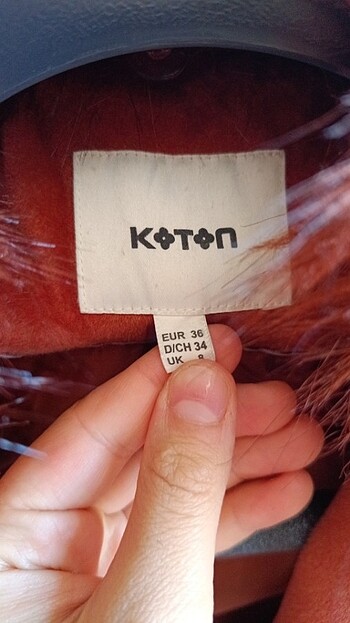 KOTON
EUR 36
D/CH 34
UK 8